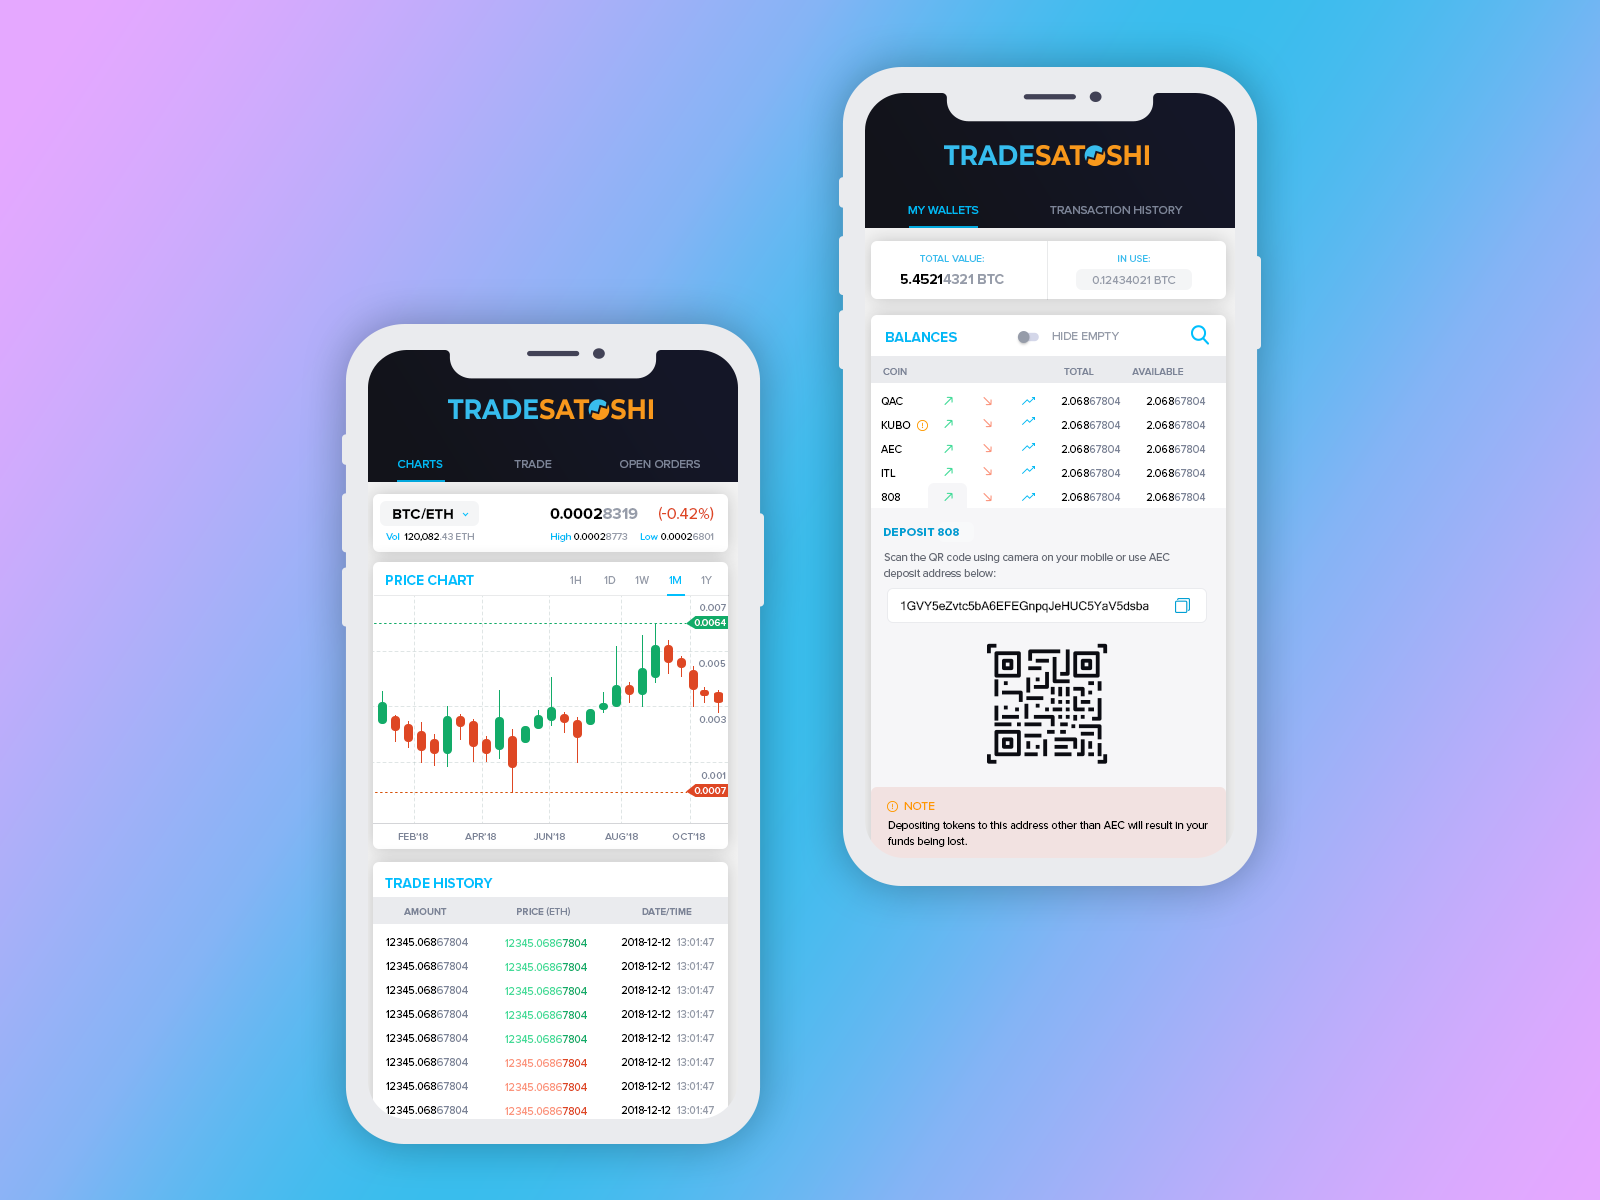 TRADESATOSHI
CHARTS TRADE OPEN ORDERS
BTC/ETH 0.00028319 (-0.42%)
Vol 120,082.43 ETH High 0.00028773 Low 0.00026801
PRICE CHART 1H 1D 1W 1M 1Y
0.007
0.0064
0.005
0.003
0.001
0.0007
FEB'18 APR'18 JUN'18 AUG'18 OCT'18
TRADE HISTORY
AMOUNT PRICE (ETH) DATE/TIME
12345.06867804 12345.06867804 2018-12-12 13:01:47
12345.06867804 12345.06867804 2018-12-12 13:01:47
12345.06867804 12345.06867804 2018-12-12 13:01:47
12345.06867804 12345.06867804 2018-12-12 13:01:47
12345.06867804 12345.06867804 2018-12-12 13:01:47
12345.06867804 12345.06867804 2018-12-12 13:01:47
12345.06867804 12345.06867804 2018-12-12 13:01:47
12345.06867804 12345.06867804 2018-12-12 13:01:47
TRADESATOSHI
MY WALLETS TRANSACTION HISTORY
TOTAL VALUE: IN USE:
5.45214321 BTC 0.12434021 BTC
BALANCES HIDE EMPTY
COIN TOTAL AVAILABLE
QAC 2.06867804 2.06867804
KUBO 2.06867804 2.06867804
AEC 2.06867804 2.06867804
ITL 2.06867804 2.06867804
808 2.06867804 2.06867804
DEPOSIT 808
Scan the QR code using camera on your mobile or use AEC
deposit address below:
1GVY5eZvtc5bA6EFEGnpqJeHUC5YaV5dsba
NOTE
Depositing tokens to this address other than AEC will result in your
funds being lost.